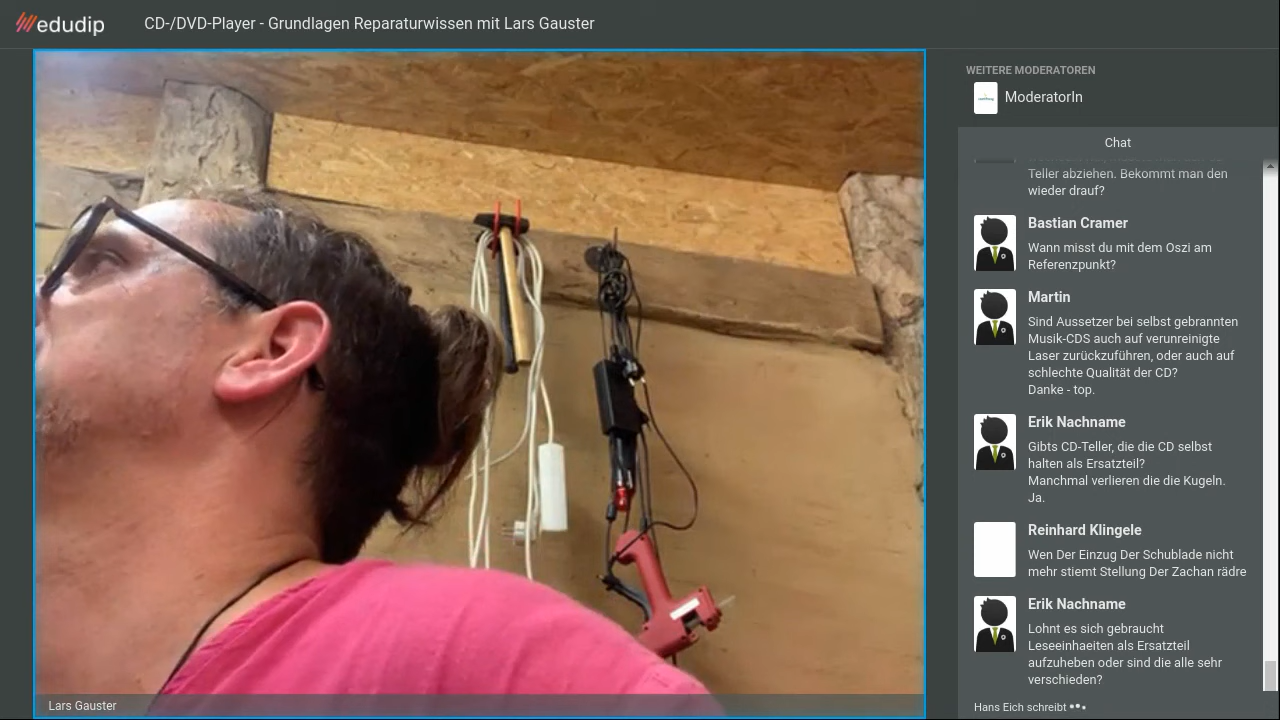 edudip
CD-/DVD-Player - Grundlagen Reparaturwissen mit Lars Gauster
Lars Gauster
WEITERE MODERATOREN
ModeratorIn
Chat
Teller abziehen. Bekommt man den
wieder drauf?
Bastian Cramer
Wann misst du mit dem Oszi am
Referenzpunkt?
Martin
Sind Aussetzer bei selbst gebrannten
Musik-CDS auch auf verunreinigte
Laser zurückzuführen, oder auch auf
schlechte Qualität der CD?
Danke - top.
Erik Nachname
Gibts CD-Teller, die die CD selbst
halten als Ersatzteil?
Manchmal verlieren die die Kugeln.
Ja.
Reinhard Klingele
Wen Der Einzug Der Schublade nicht
mehr stiemt Stellung Der Zachan rädre
Erik Nachname
Lohnt es sich gebraucht
Leseeinhaeiten als Ersatzteil
aufzuheben oder sind die alle sehr
verschieden?
Hans Eich schreibt